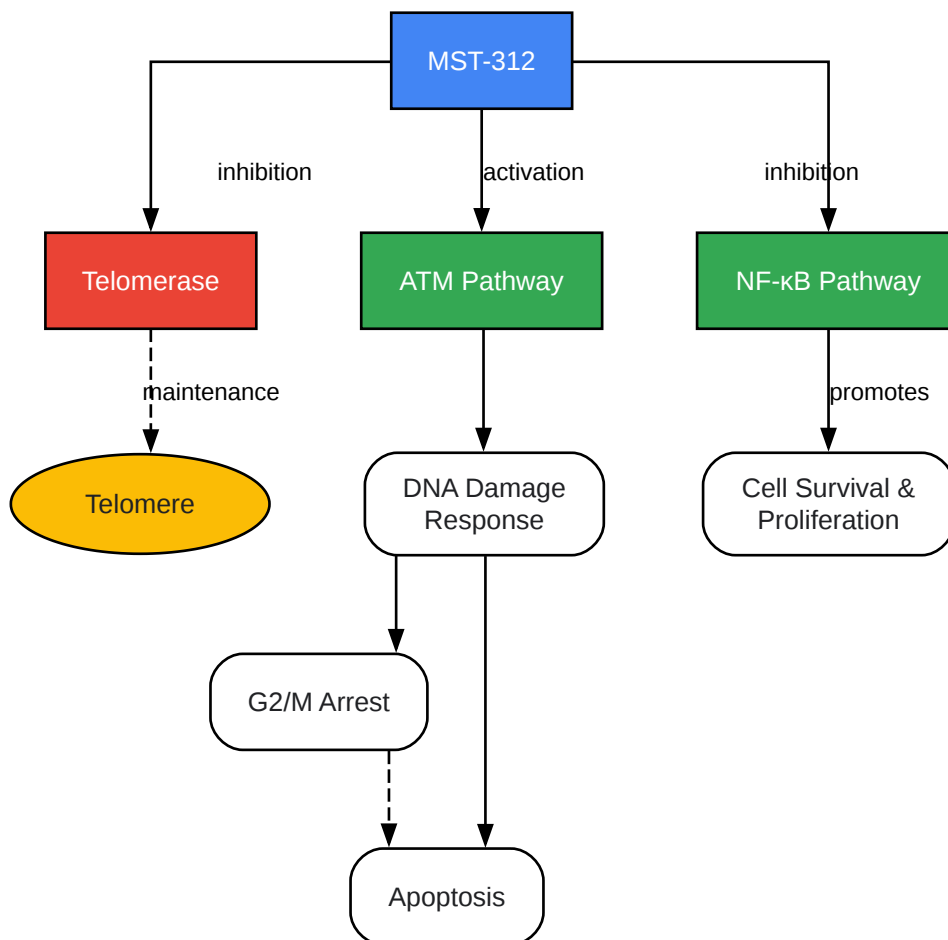 MST-312
inhibition
activation
inhibition
Telomerase
ATM Pathway
NF-κB Pathway
maintenance
promotes
Telomere
DNA Damage
Response
Cell Survival &
Proliferation
G2/M Arrest
Apoptosis